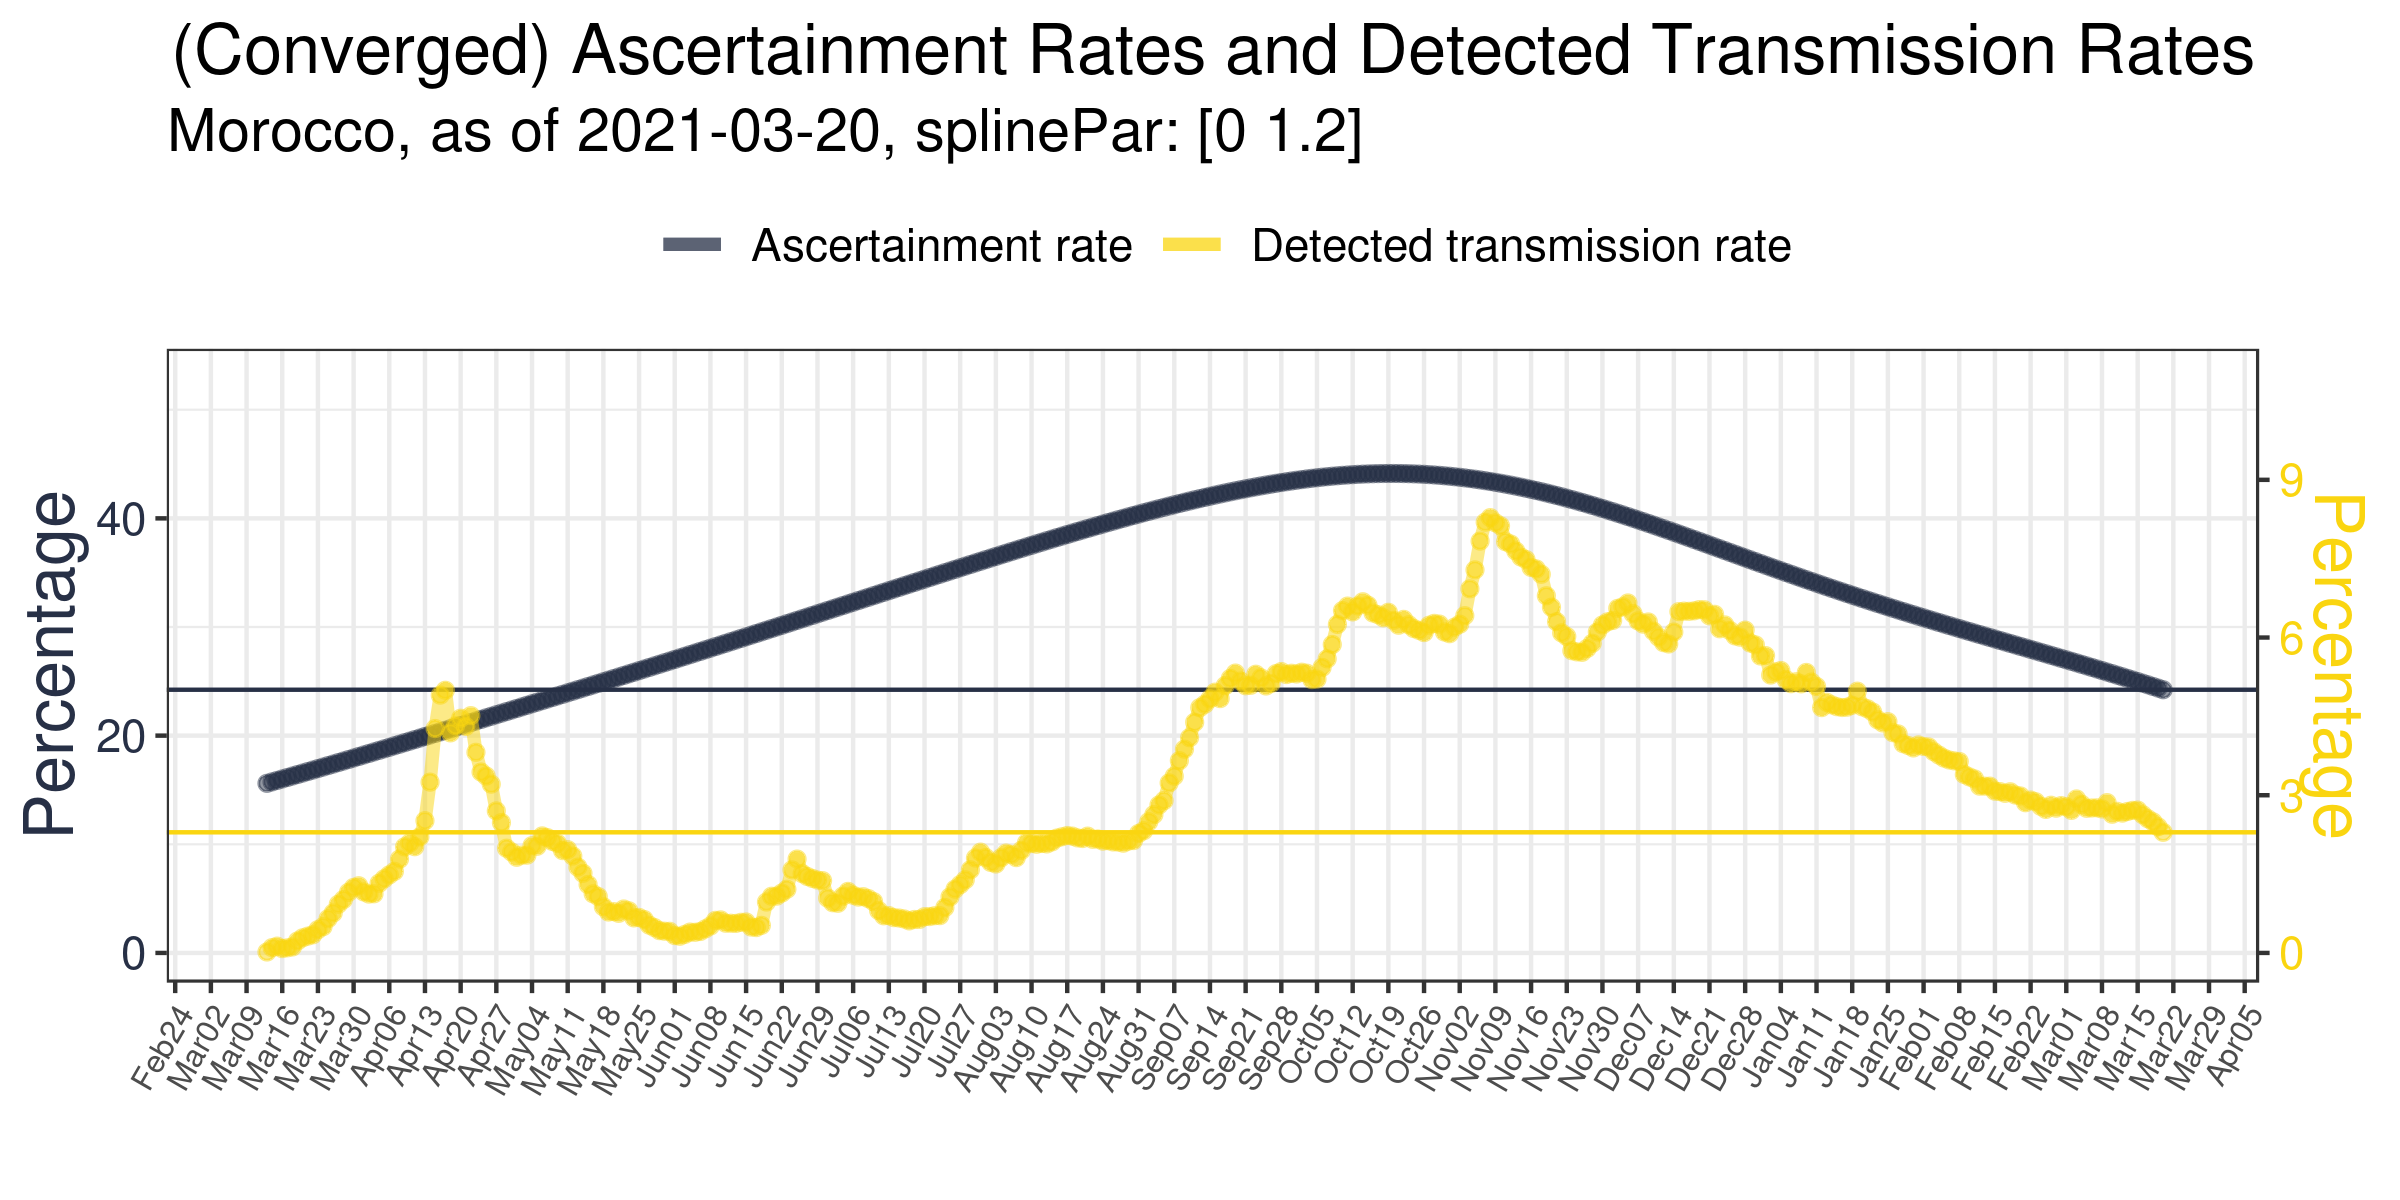 (Converged) Ascertainment Rates and Detected Transmission Rates
Morocco, as of 2021-03-20, splinePar: [0 1.2]
Ascertainment rate Detected transmission rate
Percentage
40
20
0
9
6
3
0
Percentage
Feb24 Mar02 Mar09 Mar16 Mar23 Mar30 Apr06 Apr13 Apr20 Apr27 May04 May11 May18 May25 Jun01 Jun08 Jun15 Jun22 Jun29 Jul06 Jul13 Jul20 Jul27 Aug03 Aug10 Aug17 Aug24 Aug31 Sep07 Sep14 Sep21 Sep28 Oct05 Oct12 Oct19 Oct26 Nov02 Nov09 Nov16 Nov23 Nov30 Dec07 Dec14 Dec21 Dec28 Jan04 Jan11 Jan18 Jan25 Feb01 Feb08 Feb15 Feb22 Mar01 Mar08 Mar15 Mar22 Mar29 Apr05